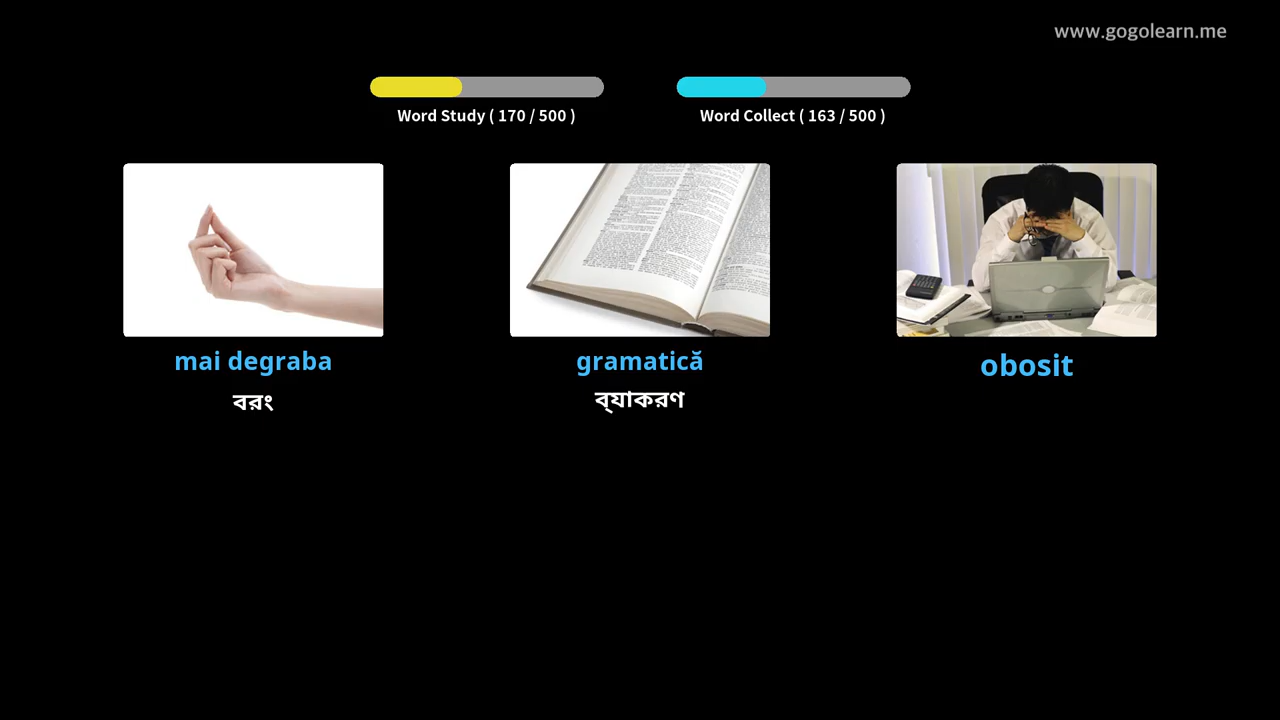 www.gogolearn.me
Word Study ( 170 / 500 )
Word Collect ( 163 / 500 )
mai degraba
gramatică
obosit
বরং
ব্যাকরণ